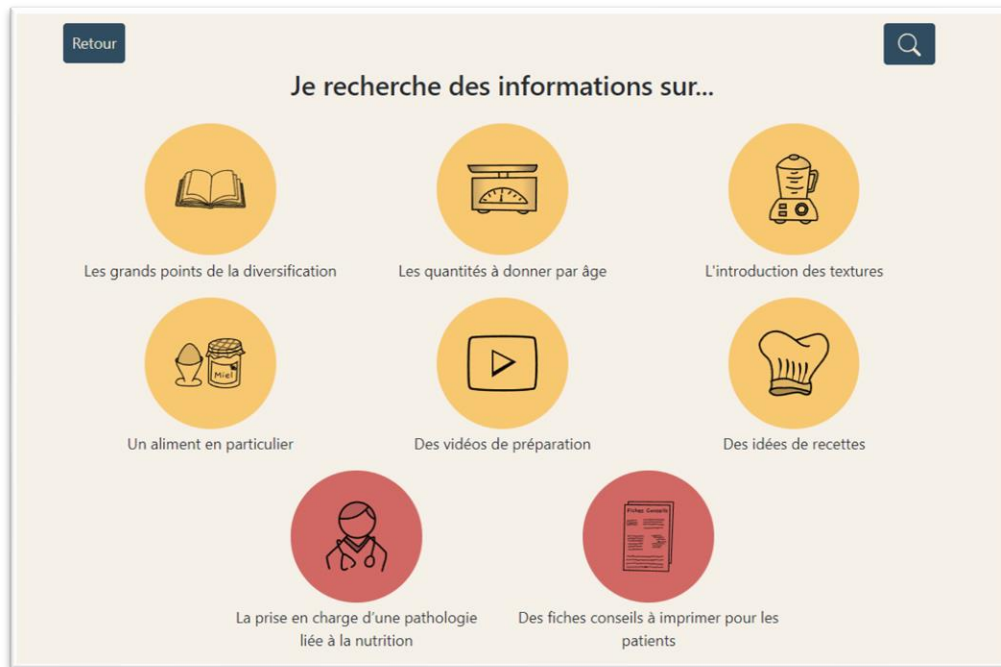 Retour
Je recherche des informations sur...
Les grands points de la diversification
Les quantités à donner par âge
L'introduction des textures
Miel
Un aliment en particulier
Des vidéos de préparation
Des idées de recettes
Fiches Conseils
La prise en charge d'une pathologie
liée à la nutrition
Des fiches conseils à imprimer pour les
patients